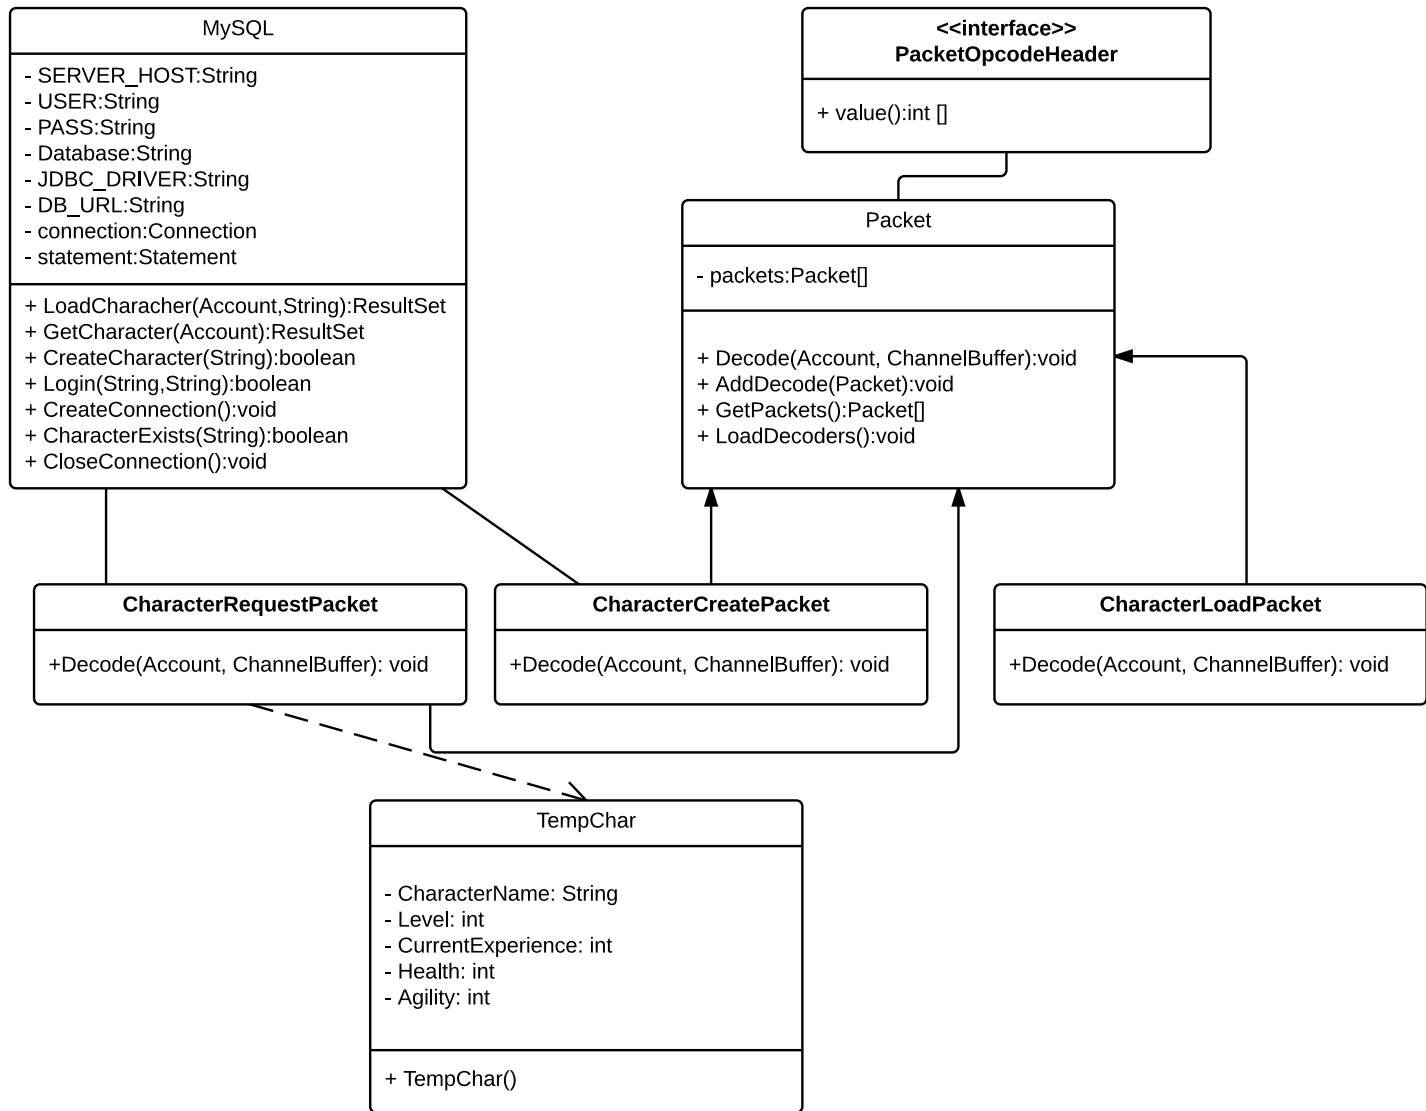 MySQL
- SERVER_HOST:String
- USER:String
- PASS:String
- Database:String
- JDBC_DRIVER:String
- DB_URL:String
- connection:Connection
- statement:Statement
+ LoadCharacher(Account,String):ResultSet
+ GetCharacter(Account):ResultSet
+ CreateCharacter(String):boolean
+ Login(String,String):boolean
+ CreateConnection():void
+ CharacterExists(String):boolean
+ CloseConnection():void
<<interface>>
PacketOpcodeHeader
+ value():int []
Packet
- packets:Packet[]
+ Decode(Account, ChannelBuffer):void
+ AddDecode(Packet):void
+ GetPackets():Packet[]
+ LoadDecoders():void
CharacterRequestPacket
+Decode(Account, ChannelBuffer): void
CharacterCreatePacket
+Decode(Account, ChannelBuffer): void
CharacterLoadPacket
+Decode(Account, ChannelBuffer): void
TempChar
- CharacterName: String
- Level: int
- CurrentExperience: int
- Health: int
- Agility: int
+ TempChar()